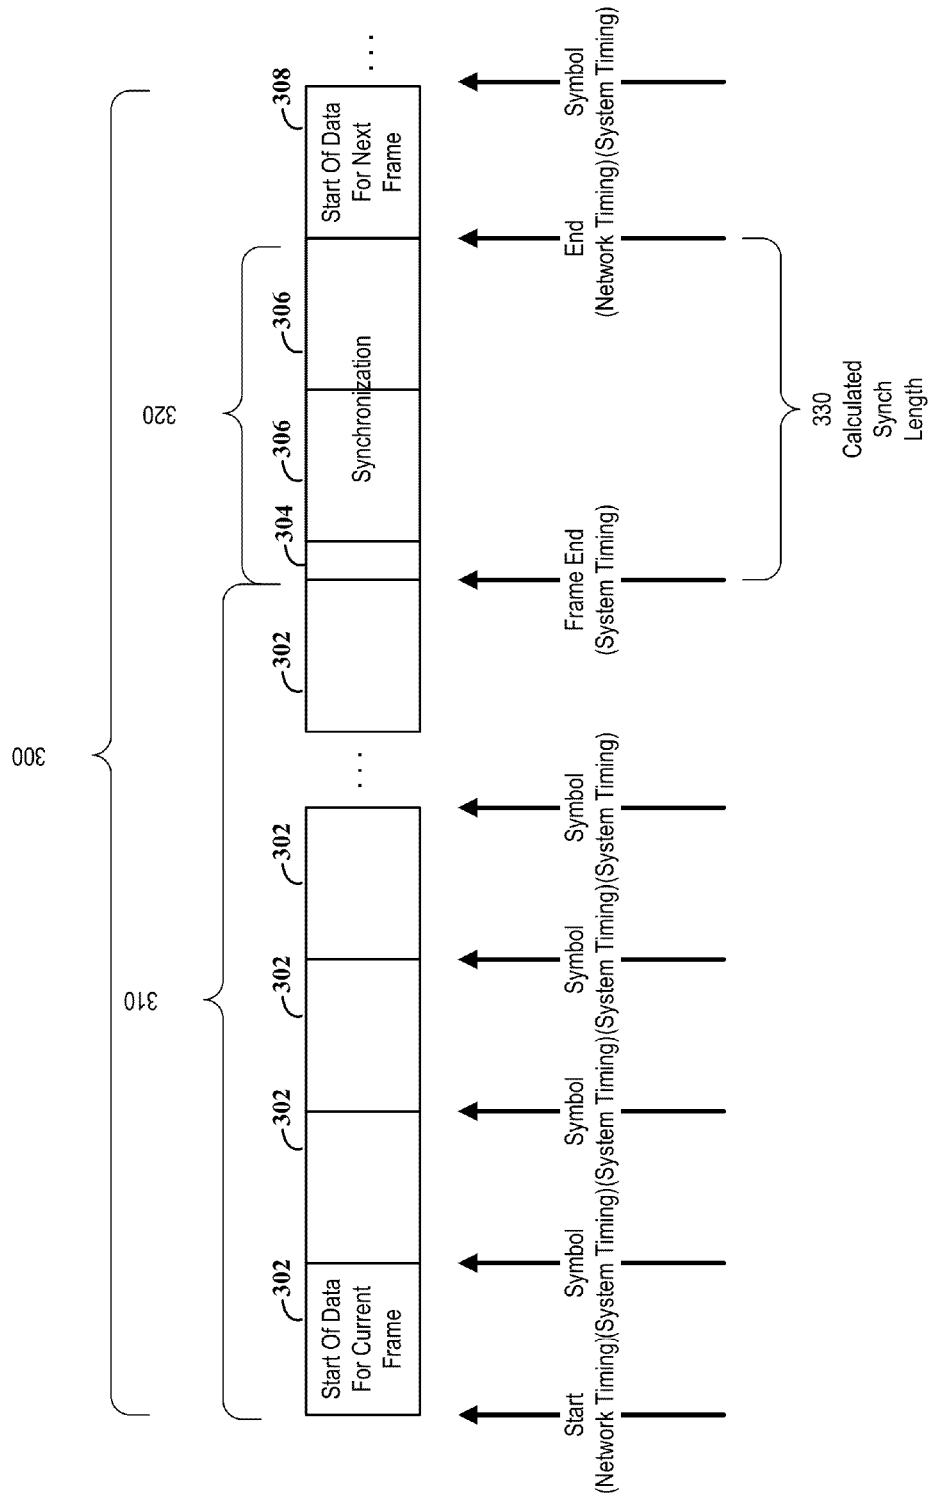 300
310
320
302
302
302
302
302
304
306
306
308
Start Of Data
For Current
Frame
. . .
Synchronization
Start Of Data
For Next
Frame
. . .
Start
(Network Timing)
Symbol
(System Timing)
Symbol
(System Timing)
Symbol
(System Timing)
Symbol
(System Timing)
Frame End
(System Timing)
End
(Network Timing)
Symbol
(System Timing)
330
Calculated
Synch
Length